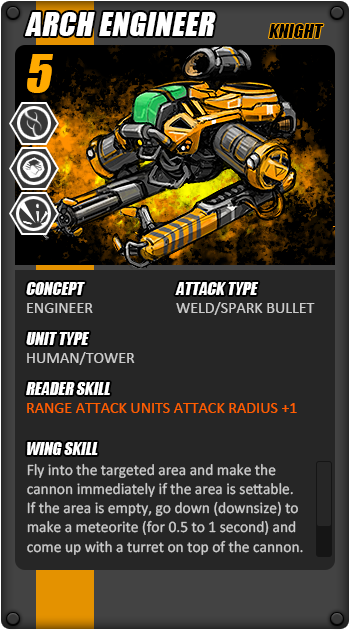 ARCH ENGINEER
KNIGHT
5
CONCEPT
ENGINEER
ATTACK TYPE
WELD/SPARK BULLET
UNIT TYPE
HUMAN/TOWER
READER SKILL
RANGE ATTACK UNITS ATTACK RADIUS +1
WING SKILL
Fly into the targeted area and make the
cannon immediately if the area is settable.
If the area is empty, go down (downsize) to
make a meteorite (for 0.5 to 1 second) and
come up with a turret on top of the cannon.